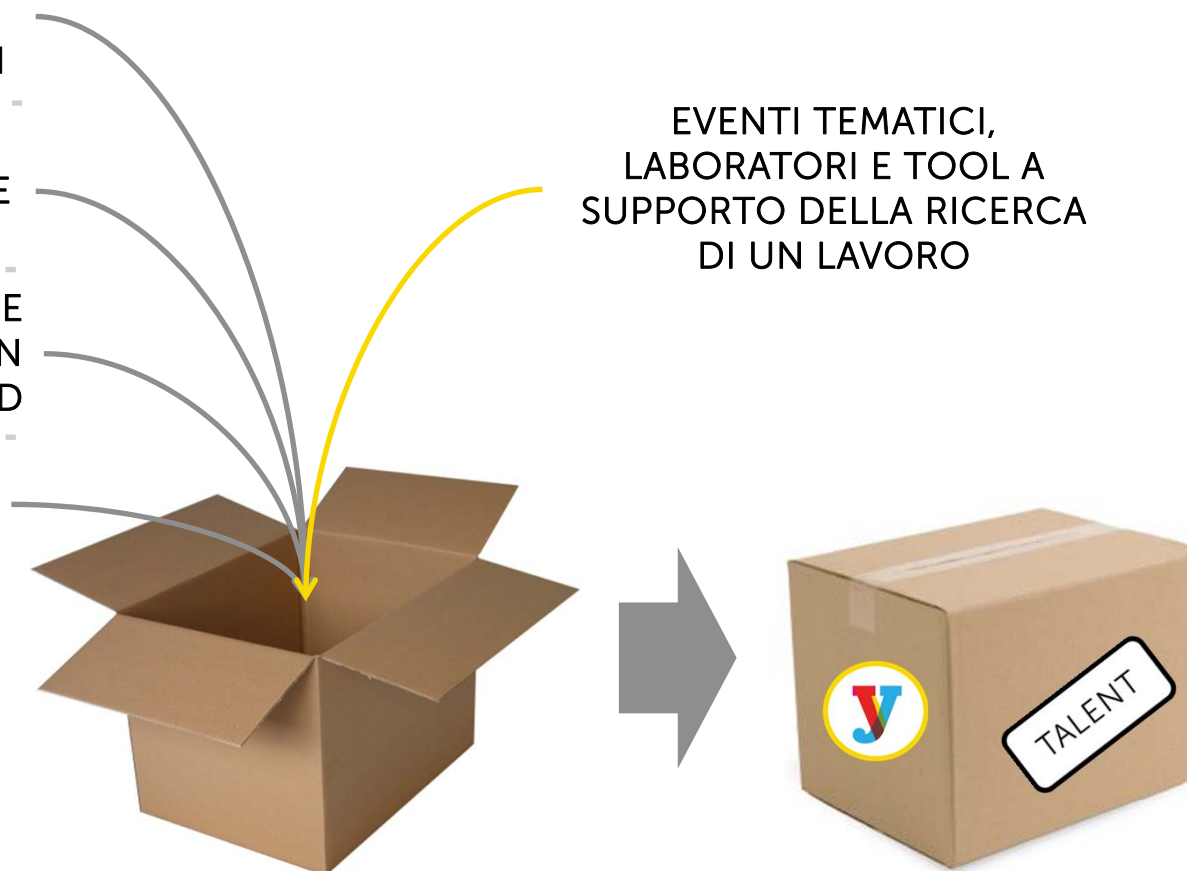 EVENTI TEMATICI,
LABORATORI E TOOL A
SUPPORTO DELLA RICERCA
DI UN LAVORO
y
TALENT